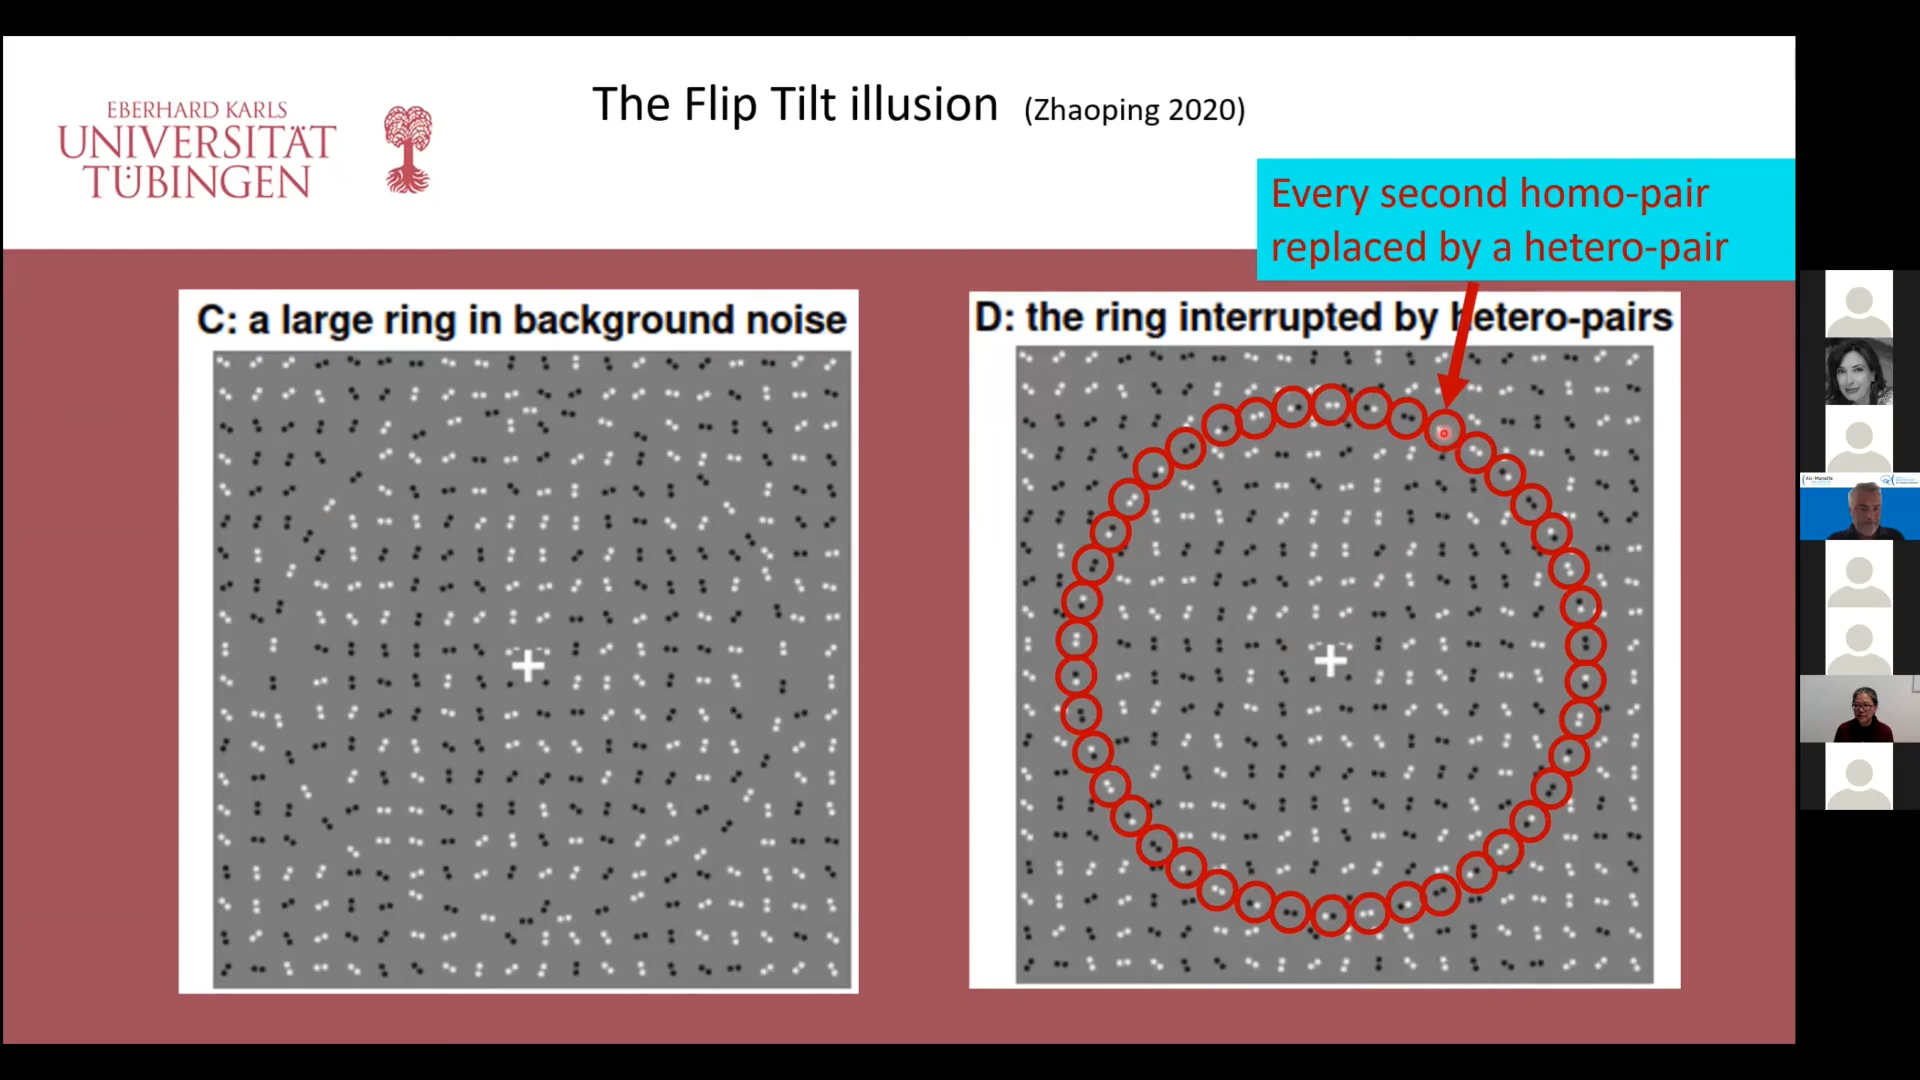 EBERHARD KARLS
UNIVERSITÄT
TÜBINGEN
The Flip Tilt illusion (Zhaoping 2020)
Every second homo-pair
replaced by a hetero-pair
C: a large ring in background noise
D: the ring interrupted by hetero-pairs